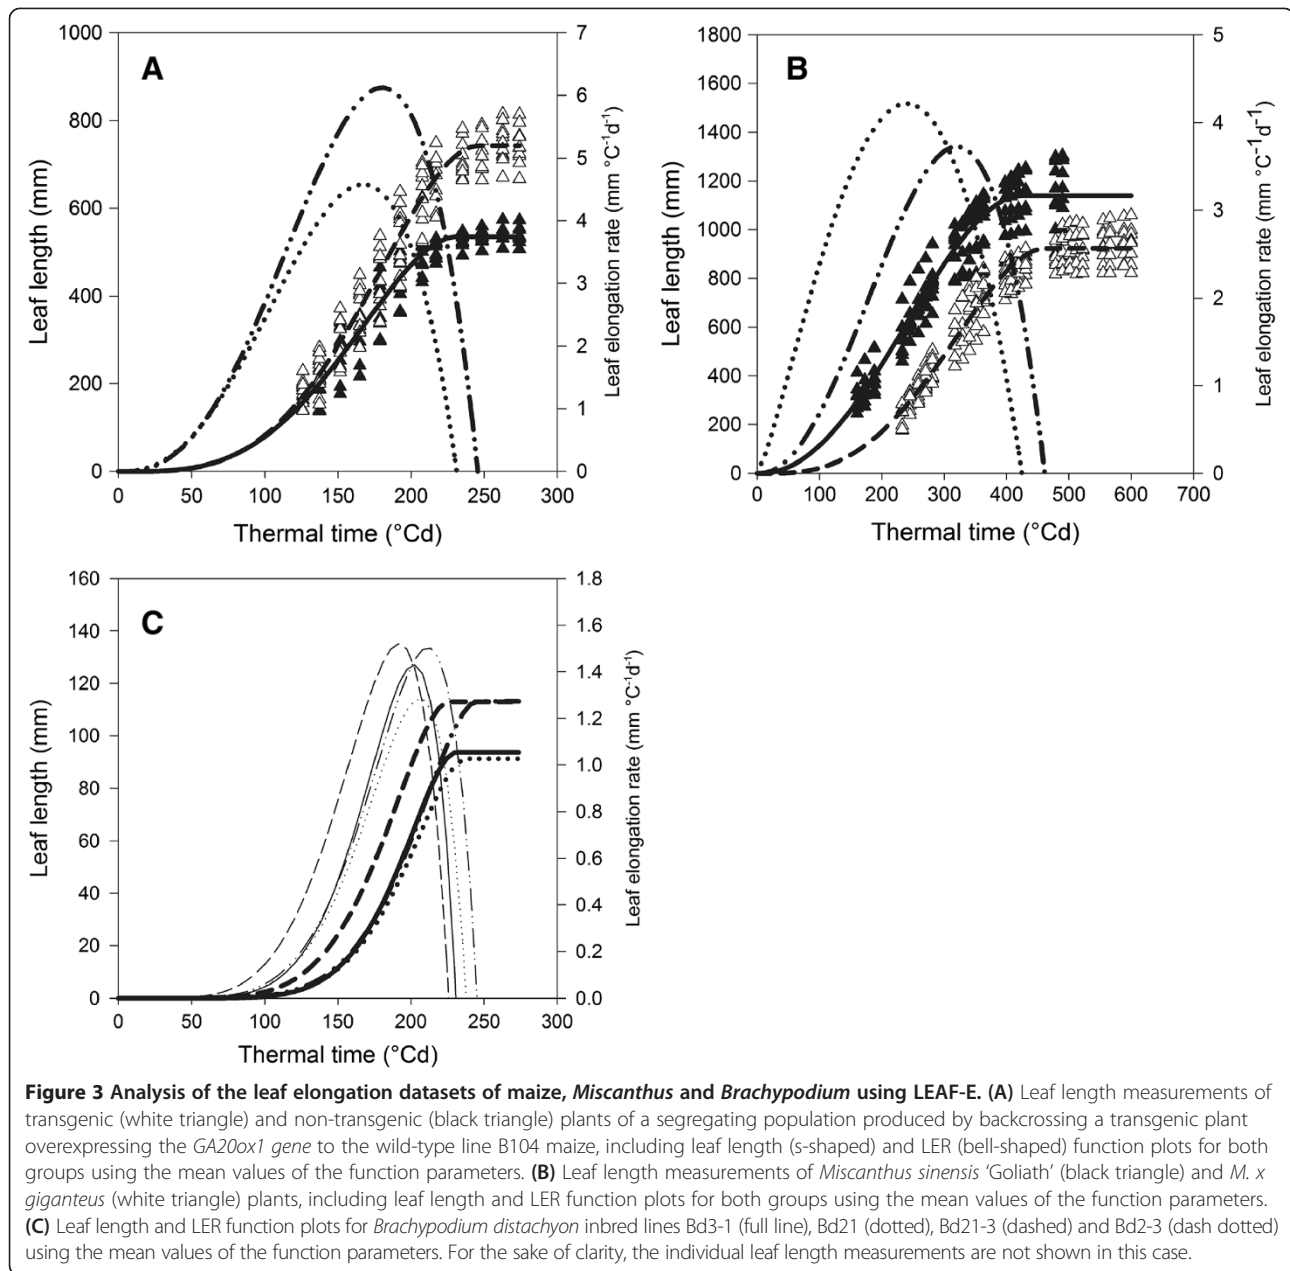 A
1000
800
600
400
200
0
Leaf length (mm)
7
6
5
4
3
2
1
0
Leaf elongation rate (mm °C⁻¹d⁻¹)
0 50 100 150 200 250 300
Thermal time (°Cd)
B
1800
1600
1400
1200
1000
800
600
400
200
0
Leaf length (mm)
5
4
3
2
1
0
Leaf elongation rate (mm °C⁻¹d⁻¹)
0 100 200 300 400 500 600 700
Thermal time (°Cd)
C
160
140
120
100
80
60
40
20
0
Leaf length (mm)
1.8
1.6
1.4
1.2
1.0
0.8
0.6
0.4
0.2
0.0
Leaf elongation rate (mm °C⁻¹d⁻¹)
0 50 100 150 200 250 300
Thermal time (°Cd)
Figure 3 Analysis of the leaf elongation datasets of maize, Miscanthus and Brachypodium using LEAF-E. (A) Leaf length measurements of
transgenic (white triangle) and non-transgenic (black triangle) plants of a segregating population produced by backcrossing a transgenic plant
overexpressing the GA20ox1 gene to the wild-type line B104 maize, including leaf length (s-shaped) and LER (bell-shaped) function plots for both
groups using the mean values of the function parameters. (B) Leaf length measurements of Miscanthus sinensis ‘Goliath’ (black triangle) and M. x
giganteus (white triangle) plants, including leaf length and LER function plots for both groups using the mean values of the function parameters.
(C) Leaf length and LER function plots for Brachypodium distachyon inbred lines Bd3-1 (full line), Bd21 (dotted), Bd21-3 (dashed) and Bd2-3 (dash dotted)
using the mean values of the function parameters. For the sake of clarity, the individual leaf length measurements are not shown in this case.